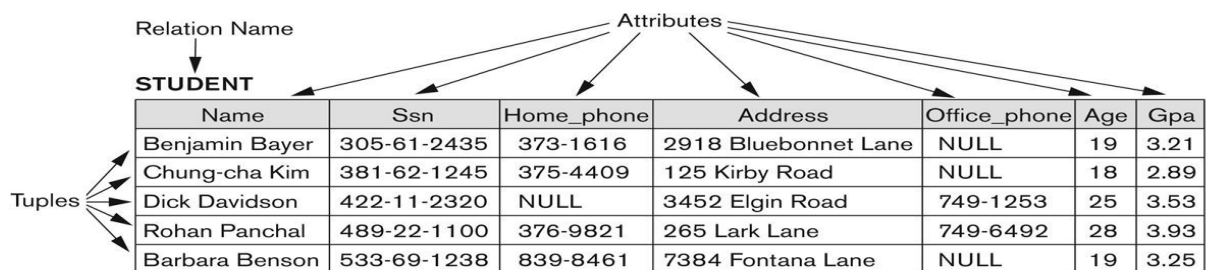 Attributes
Relation Name
STUDENT
Name Ssn Home_phone Address Office_phone Age Gpa
Benjamin Bayer 305-61-2435 373-1616 2918 Bluebonnet Lane NULL 19 3.21
Chung-cha Kim 381-62-1245 375-4409 125 Kirby Road NULL 18 2.89
Tuples Dick Davidson 422-11-2320 NULL 3452 Elgin Road 749-1253 25 3.53
Rohan Panchal 489-22-1100 376-9821 265 Lark Lane 749-6492 28 3.93
Barbara Benson 533-69-1238 839-8461 7384 Fontana Lane NULL 19 3.25